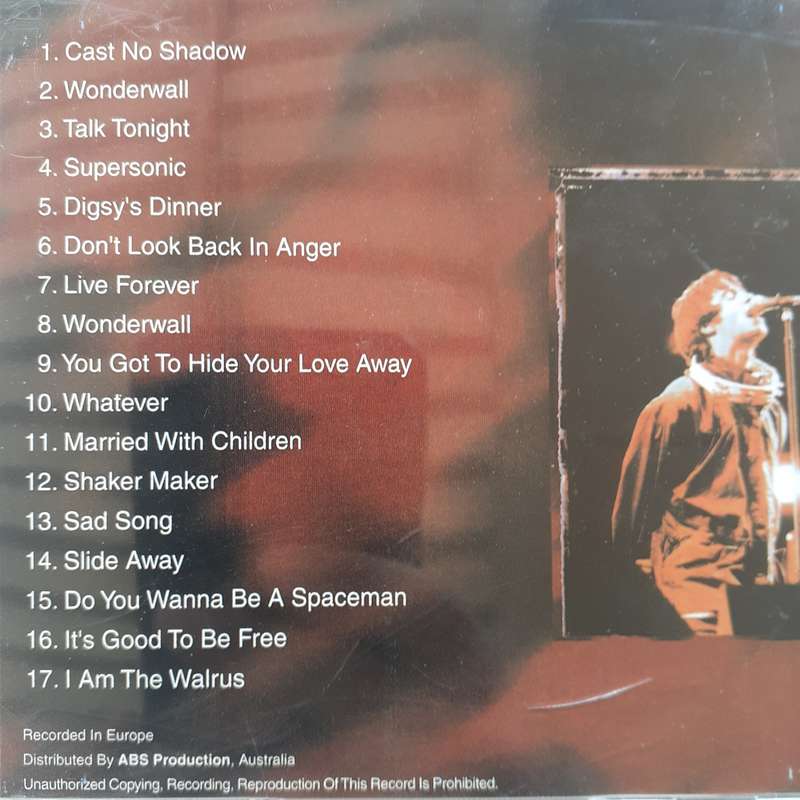 1. Cast No Shadow
2. Wonderwall
3. Talk Tonight
4. Supersonic
5. Digsy's Dinner
6. Don't Look Back In Anger
7. Live Forever
8. Wonderwall
9. You Got To Hide Your Love Away
10. Whatever
11. Married With Children
12. Shaker Maker
13. Sad Song
14. Slide Away
15. Do You Wanna Be A Spaceman
16. It's Good To Be Free
17. I Am The Walrus
Recorded In Europe
Distributed By ABS Production, Australia
Unauthorized Copying, Recording, Reproduction Of This Record Is Prohibited.